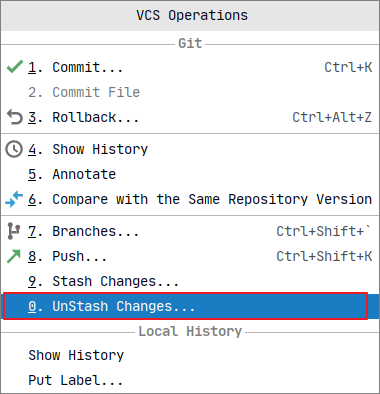 VCS Operations
Git
1. Commit... Ctrl+K
2. Commit File
3. Rollback... Ctrl+Alt+Z
4. Show History
5. Annotate
6. Compare with the Same Repository Version
7. Branches... Ctrl+Shift+`
8. Push... Ctrl+Shift+K
9. Stash Changes...
0. UnStash Changes...
Local History
Show History
Put Label...